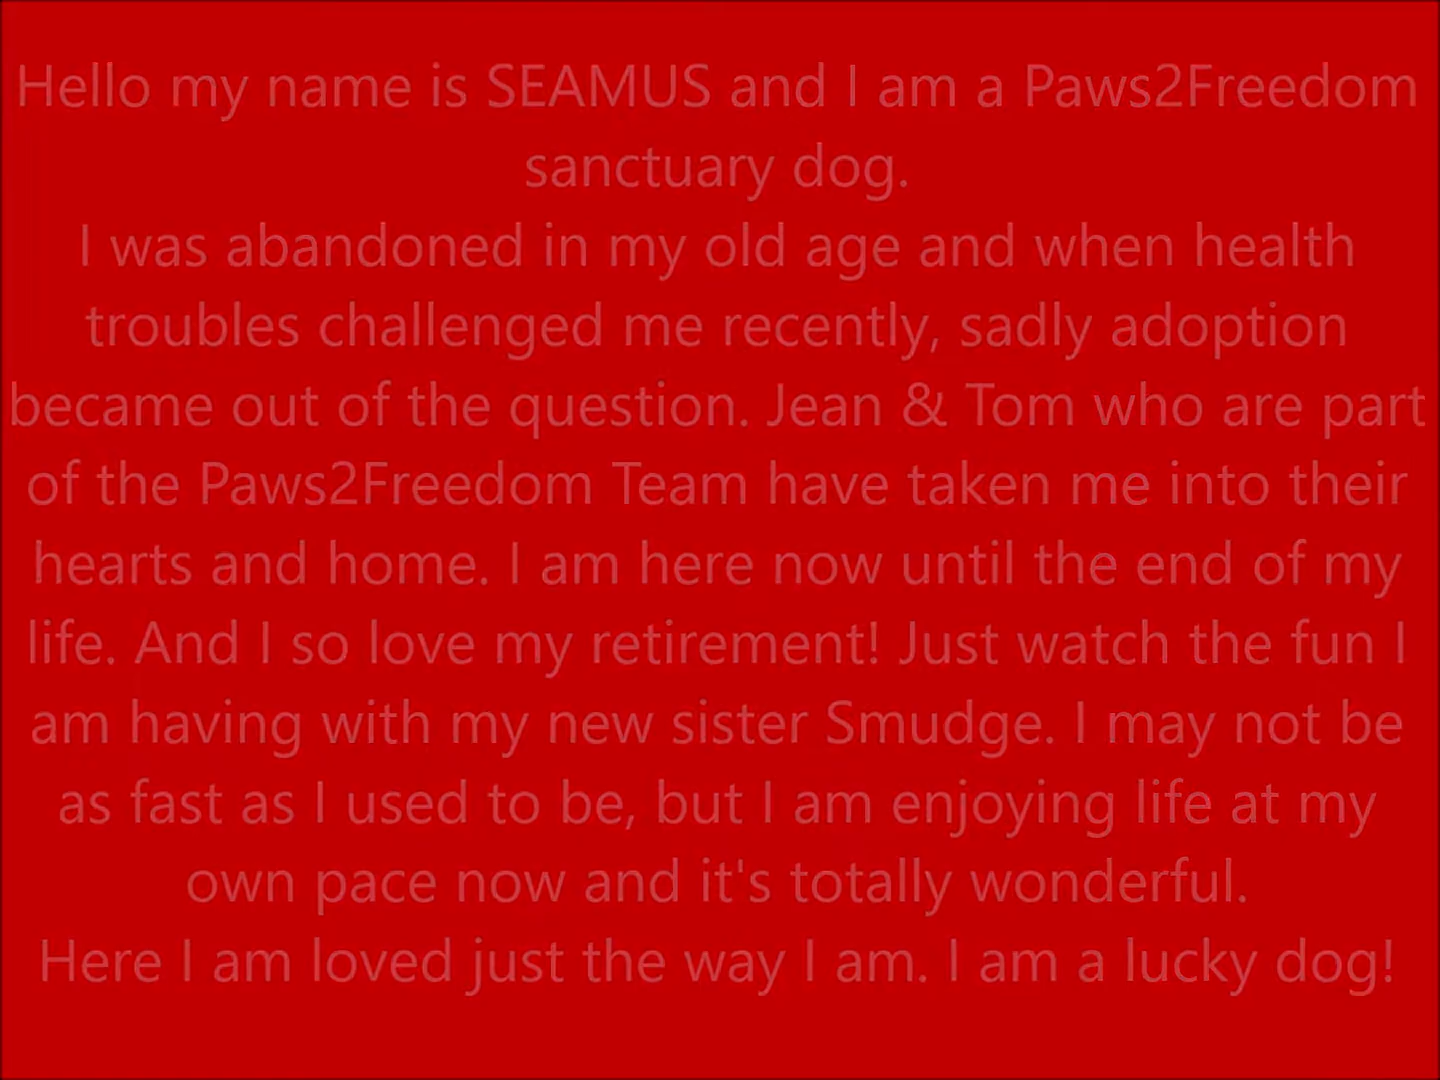 Hello my name is SEAMUS and I am a Paws2Freedom
sanctuary dog.
I was abandoned in my old age and when health
troubles challenged me recently, sadly adoption
became out of the question. Jean & Tom who are part
of the Paws2Freedom Team have taken me into their
hearts and home. I am here now until the end of my
life. And I so love my retirement! Just watch the fun I
am having with my new sister Smudge. I may not be
as fast as I used to be, but I am enjoying life at my
own pace now and it's totally wonderful.
Here I am loved just the way I am. I am a lucky dog!